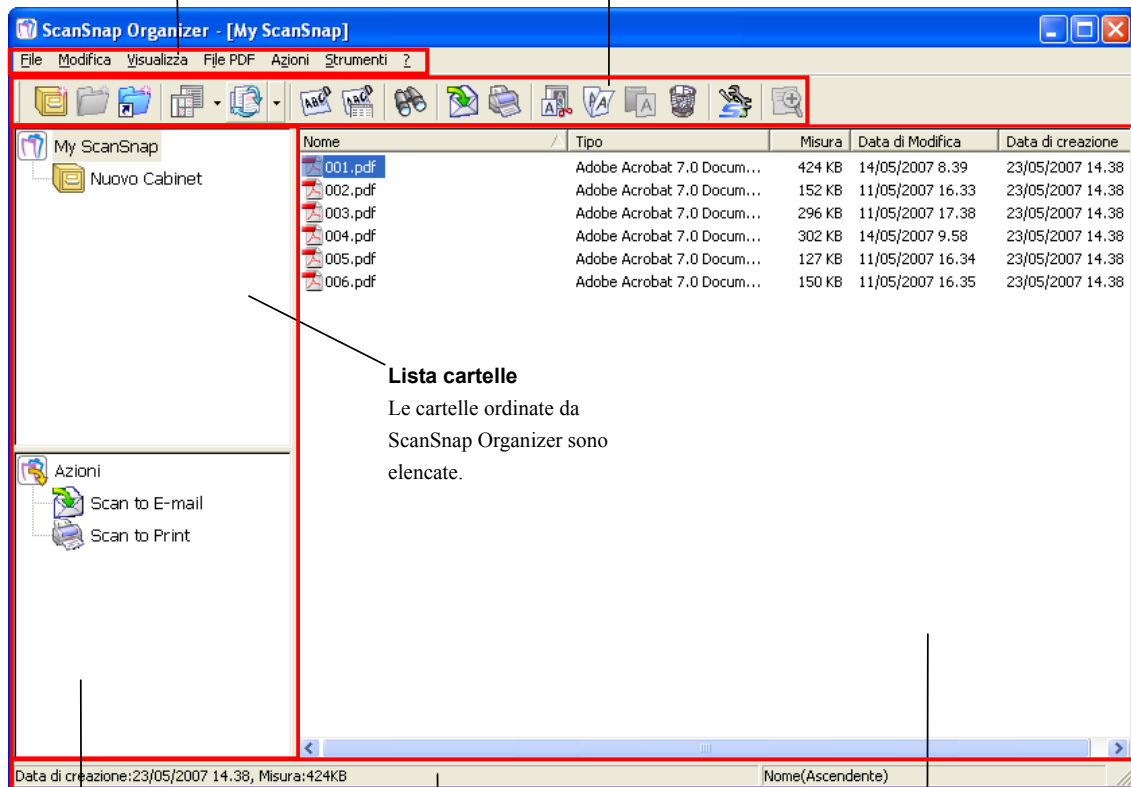 ScanSnap Organizer - [My ScanSnap]
File Modifica Visualizza File PDF Azioni Strumenti ?
My ScanSnap
Nuovo Cabinet
Nome Tipo Misura Data di Modifica Data di creazione
001.pdf Adobe Acrobat 7.0 Docum... 424 KB 14/05/2007 8.39 23/05/2007 14.38
002.pdf Adobe Acrobat 7.0 Docum... 152 KB 11/05/2007 16.33 23/05/2007 14.38
003.pdf Adobe Acrobat 7.0 Docum... 296 KB 11/05/2007 17.38 23/05/2007 14.38
004.pdf Adobe Acrobat 7.0 Docum... 302 KB 14/05/2007 9.58 23/05/2007 14.38
005.pdf Adobe Acrobat 7.0 Docum... 127 KB 11/05/2007 16.34 23/05/2007 14.38
006.pdf Adobe Acrobat 7.0 Docum... 150 KB 11/05/2007 16.35 23/05/2007 14.38
Lista cartelle
Le cartelle ordinate da
ScanSnap Organizer sono
elencate.
Azioni
Scan to E-mail
Scan to Print
Data di creazione:23/05/2007 14.38, Misura:424KB Nome(Ascendente)